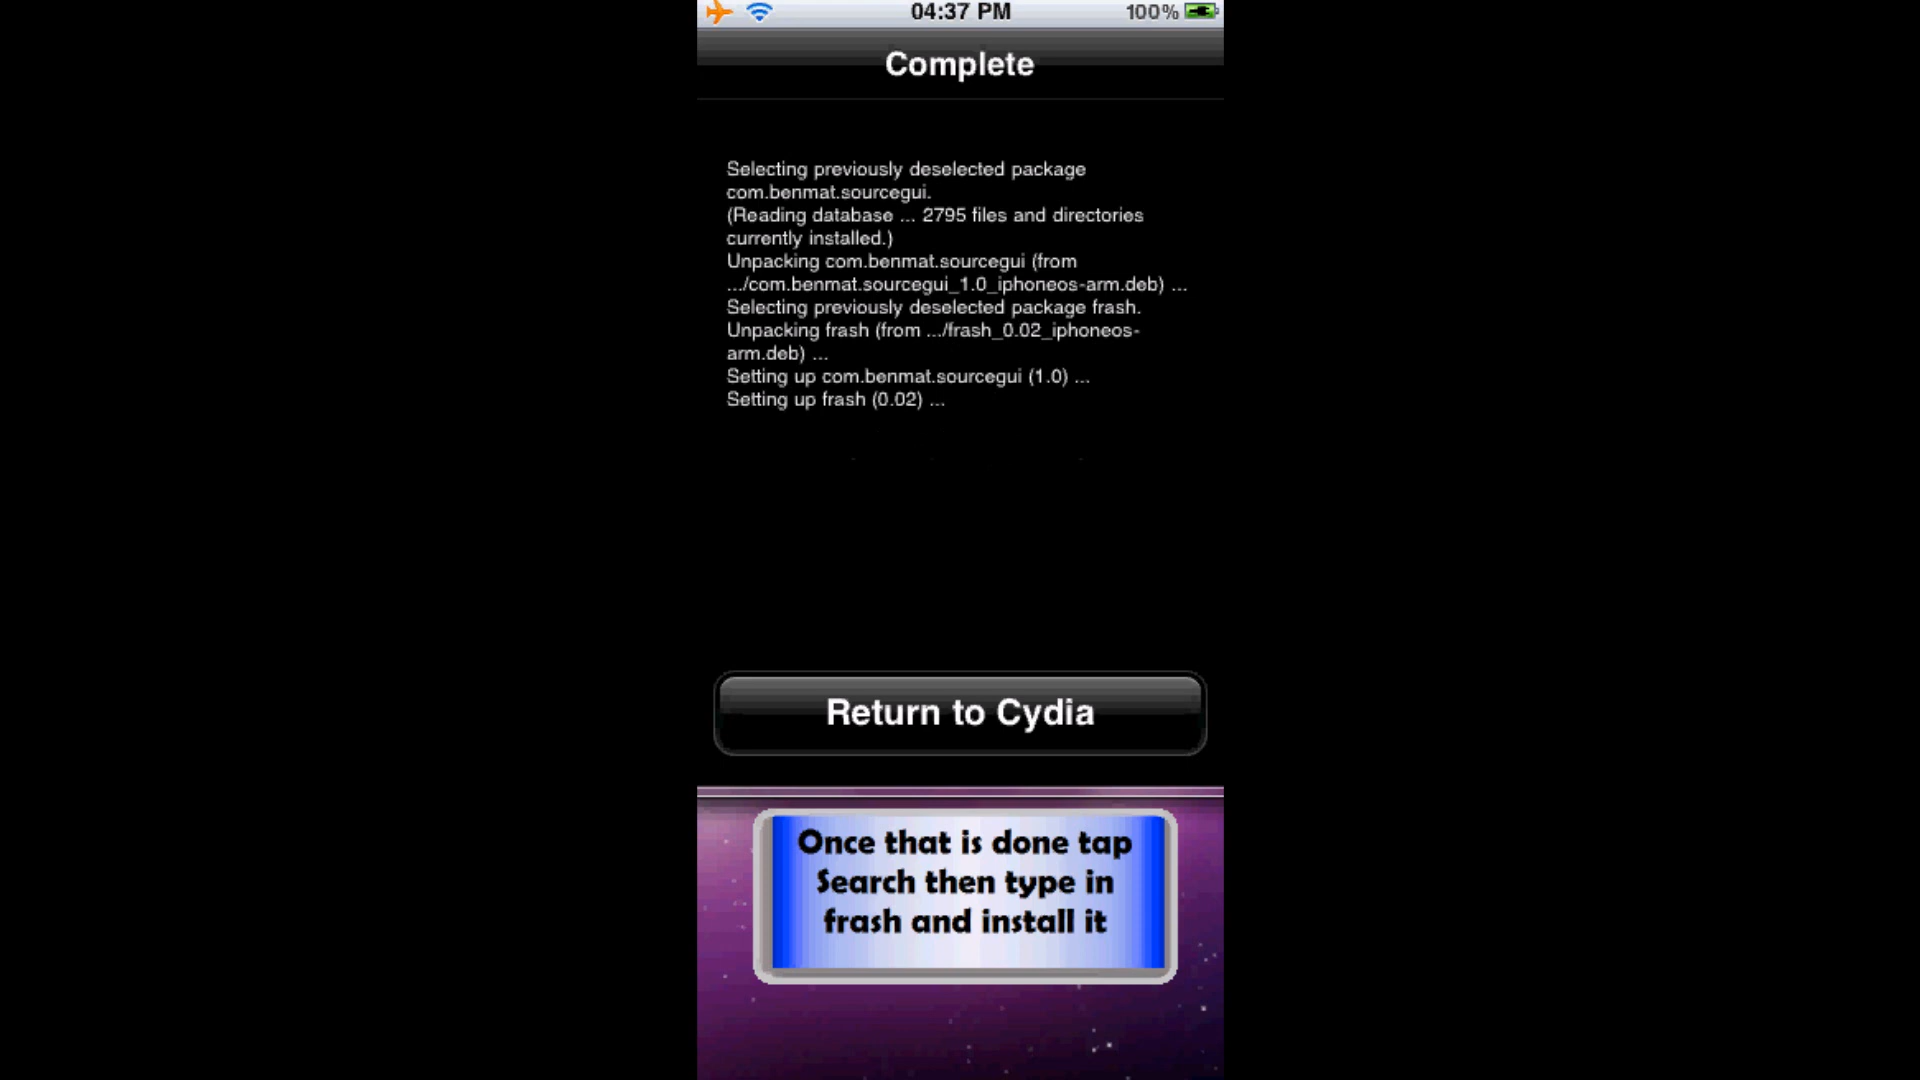 04:37 PM 100%
Complete
Selecting previously deselected package
com.benmat.sourcegui.
(Reading database ... 2795 files and directories
currently installed.)
Unpacking com.benmat.sourcegui (from
.../com.benmat.sourcegui_1.0_iphoneos-arm.deb) ...
Selecting previously deselected package frash.
Unpacking frash (from .../frash_0.02_iphoneos-
arm.deb) ...
Setting up com.benmat.sourcegui (1.0) ...
Setting up frash (0.02) ...
Return to Cydia
Once that is done tap
Search then type in
frash and install it